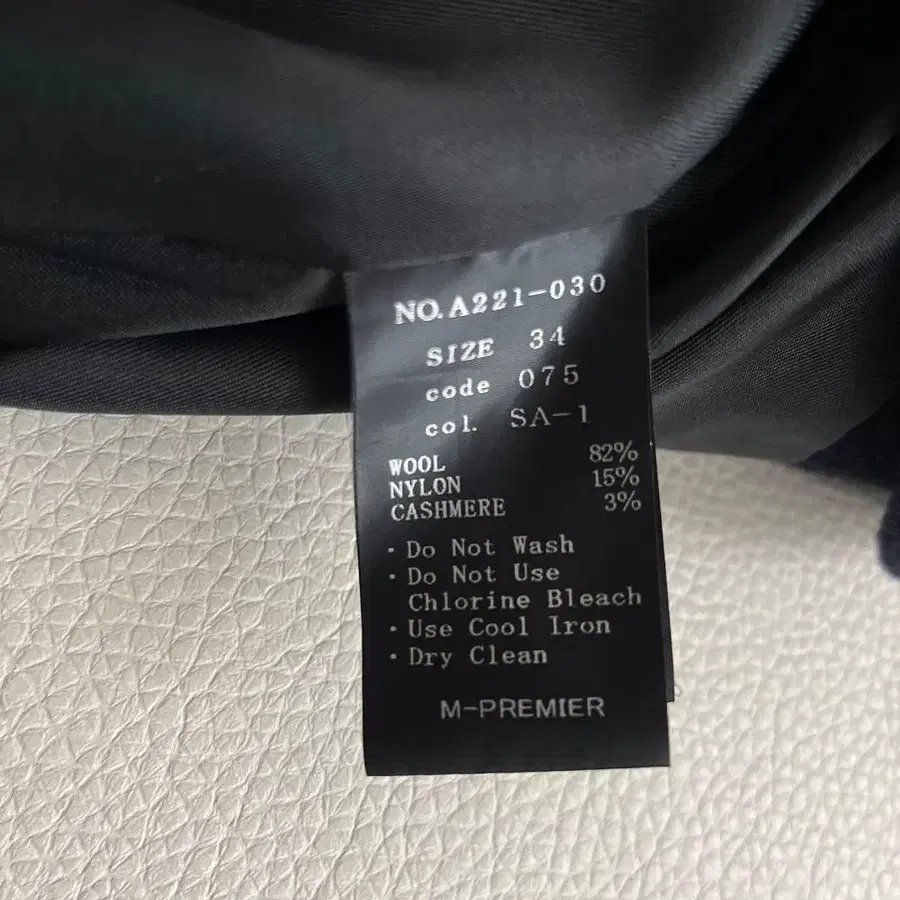 NO.A221-030
SIZE 34
code 075
col. SA-1
WOOL 82%
NYLON 15%
CASHMERE 3%
・Do Not Wash
・Do Not Use
Chlorine Bleach
・Use Cool Iron
・Dry Clean
M-PREMIER